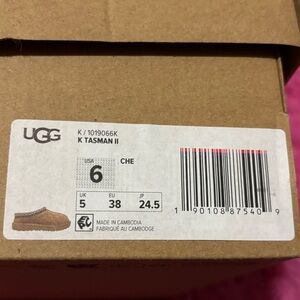 UGG
K / 1019066K
K TASMAN II
USA
6
CHE
UK EU JP
5 38 24.5
MADE IN CAMBODIA
FABRIQUÉ AU CAMBODGE
1 90108 87540 9